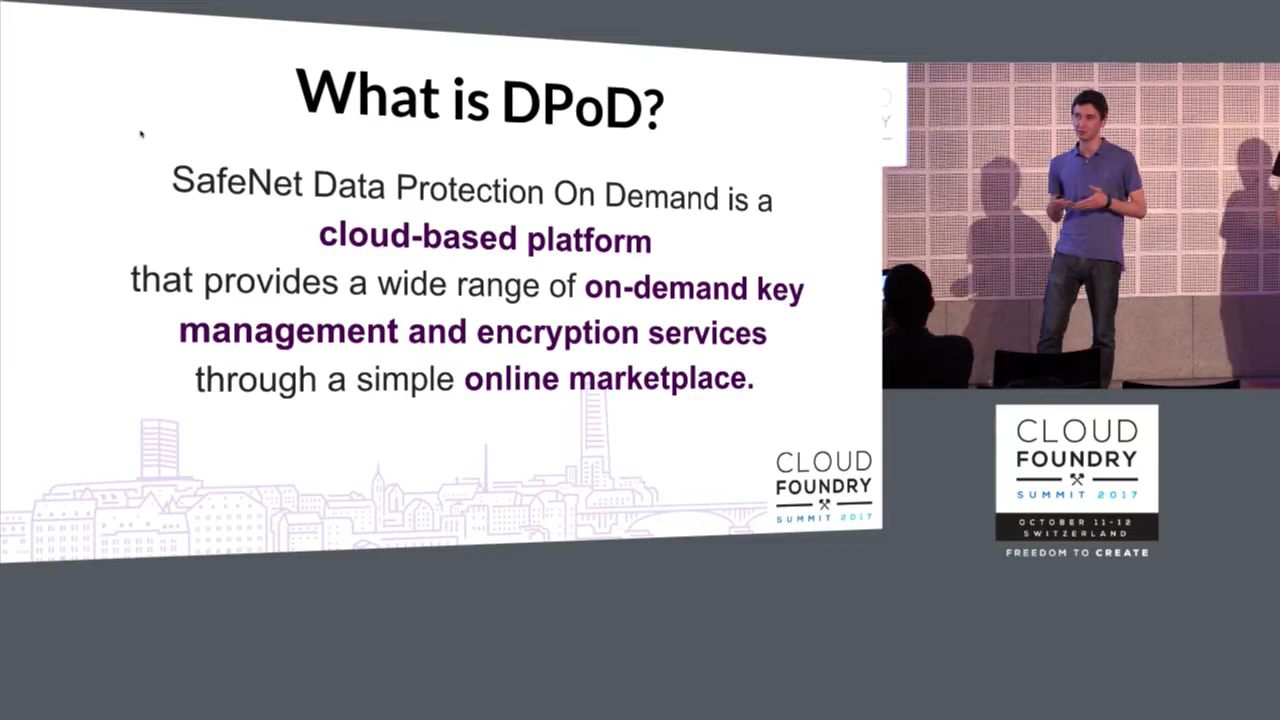 What is DPoD?
SafeNet Data Protection On Demand is a
cloud-based platform
that provides a wide range of on-demand key
management and encryption services
through a simple online marketplace.
CLOUD
FOUNDRY
SUMMIT 2017
CLOUD
FOUNDRY
SUMMIT 2017
OCTOBER 11-12
SWITZERLAND
FREEDOM TO CREATE